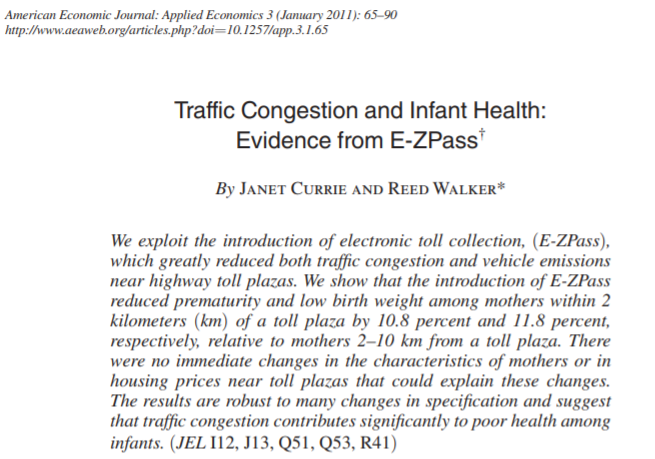 American Economic Journal: Applied Economics 3 (January 2011): 65–90
http://www.aeaweb.org/articles.php?doi=10.1257/app.3.1.65
Traffic Congestion and Infant Health:
Evidence from E-ZPass†
By Janet Currie and Reed Walker*
We exploit the introduction of electronic toll collection, (E-ZPass),
which greatly reduced both traffic congestion and vehicle emissions
near highway toll plazas. We show that the introduction of E-ZPass
reduced prematurity and low birth weight among mothers within 2
kilometers (km) of a toll plaza by 10.8 percent and 11.8 percent,
respectively, relative to mothers 2–10 km from a toll plaza. There
were no immediate changes in the characteristics of mothers or in
housing prices near toll plazas that could explain these changes.
The results are robust to many changes in specification and suggest
that traffic congestion contributes significantly to poor health among
infants. (JEL I12, J13, Q51, Q53, R41)